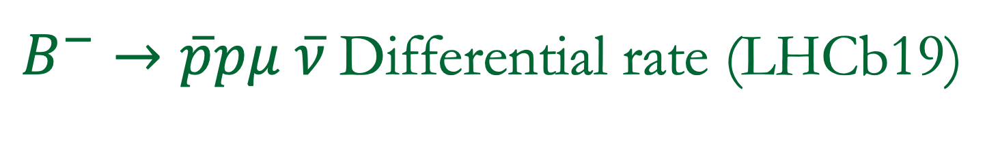 𝐵⁻ → 𝑝̄𝑝𝜇 𝜈̄ Differential rate (LHCb19)